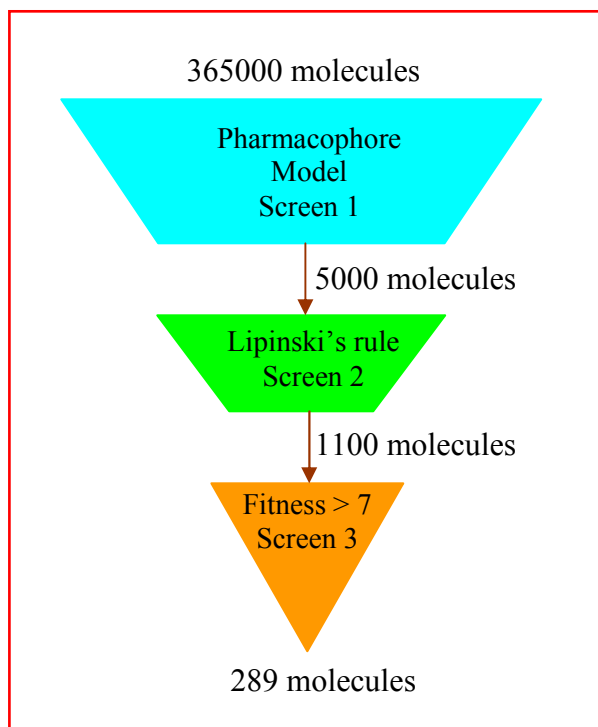 365000 molecules
Pharmacophore
Model
Screen 1
5000 molecules
Lipinski’s rule
Screen 2
1100 molecules
Fitness > 7
Screen 3
289 molecules